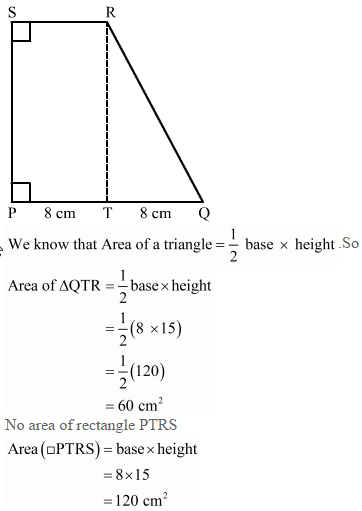 S R
P 8 cm T 8 cm Q
We know that Area of a triangle = 1/2 base × height .So
Area of ΔQTR = 1/2 base × height
= 1/2 (8 ×15)
= 1/2 (120)
= 60 cm²
No area of rectangle PTRS
Area (□PTRS) = base × height
= 8×15
= 120 cm²